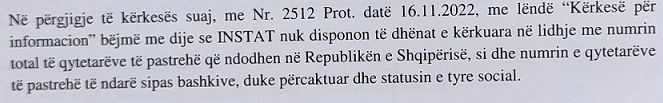 Në përgjigje të kërkesës suaj, me Nr. 2512 Prot. datë 16.11.2022, me lëndë “Kërkesë për
informacion” bëjmë me dije se INSTAT nuk disponon të dhënat e kërkuara në lidhje me numrin
total të qytetarëve të pastrehë që ndodhen në Republikën e Shqipërisë, si dhe numrin e qytetarëve
të pastrehë të ndarë sipas bashkive, duke përcaktuar dhe statusin e tyre social.